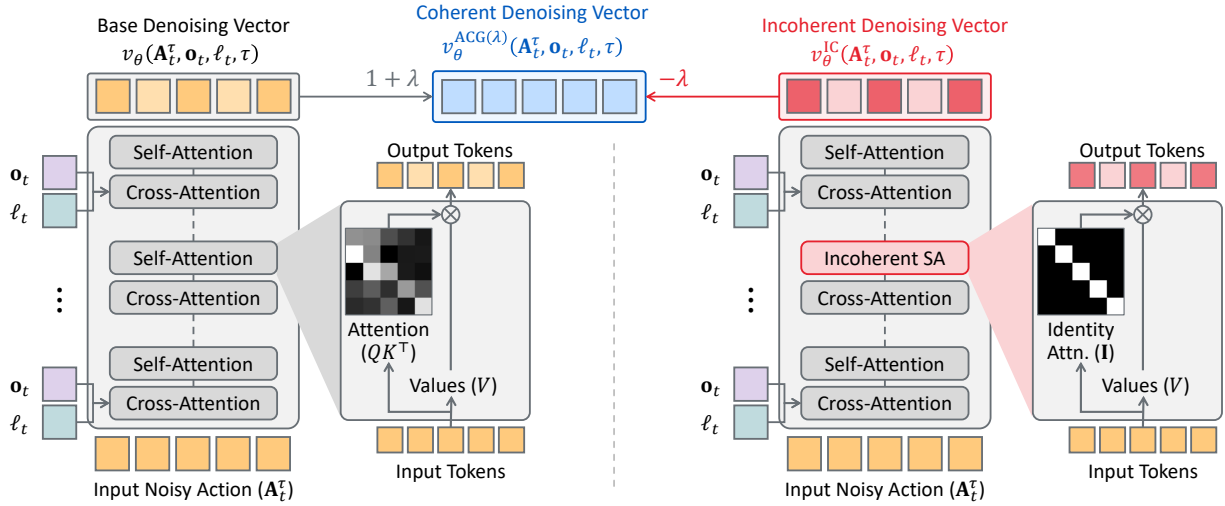 Base Denoising Vector
v_θ(𝐀_t^τ, 𝐨_t, ℓ_t, τ)
Coherent Denoising Vector
v_θ^{ACG(λ)}(𝐀_t^τ, 𝐨_t, ℓ_t, τ)
Incoherent Denoising Vector
v_θ^{IC}(𝐀_t^τ, 𝐨_t, ℓ_t, τ)
1 + λ
−λ
Self-Attention
Cross-Attention
𝐨_t
ℓ_t
Self-Attention
Cross-Attention
⋮
Self-Attention
Cross-Attention
𝐨_t
ℓ_t
Input Noisy Action (𝐀_t^τ)
Output Tokens
Attention
(QK^⊤)
Values (V)
Input Tokens
Self-Attention
Cross-Attention
𝐨_t
ℓ_t
Incoherent SA
Cross-Attention
⋮
Self-Attention
Cross-Attention
𝐨_t
ℓ_t
Input Noisy Action (𝐀_t^τ)
Output Tokens
Identity
Attn. (𝐈)
Values (V)
Input Tokens